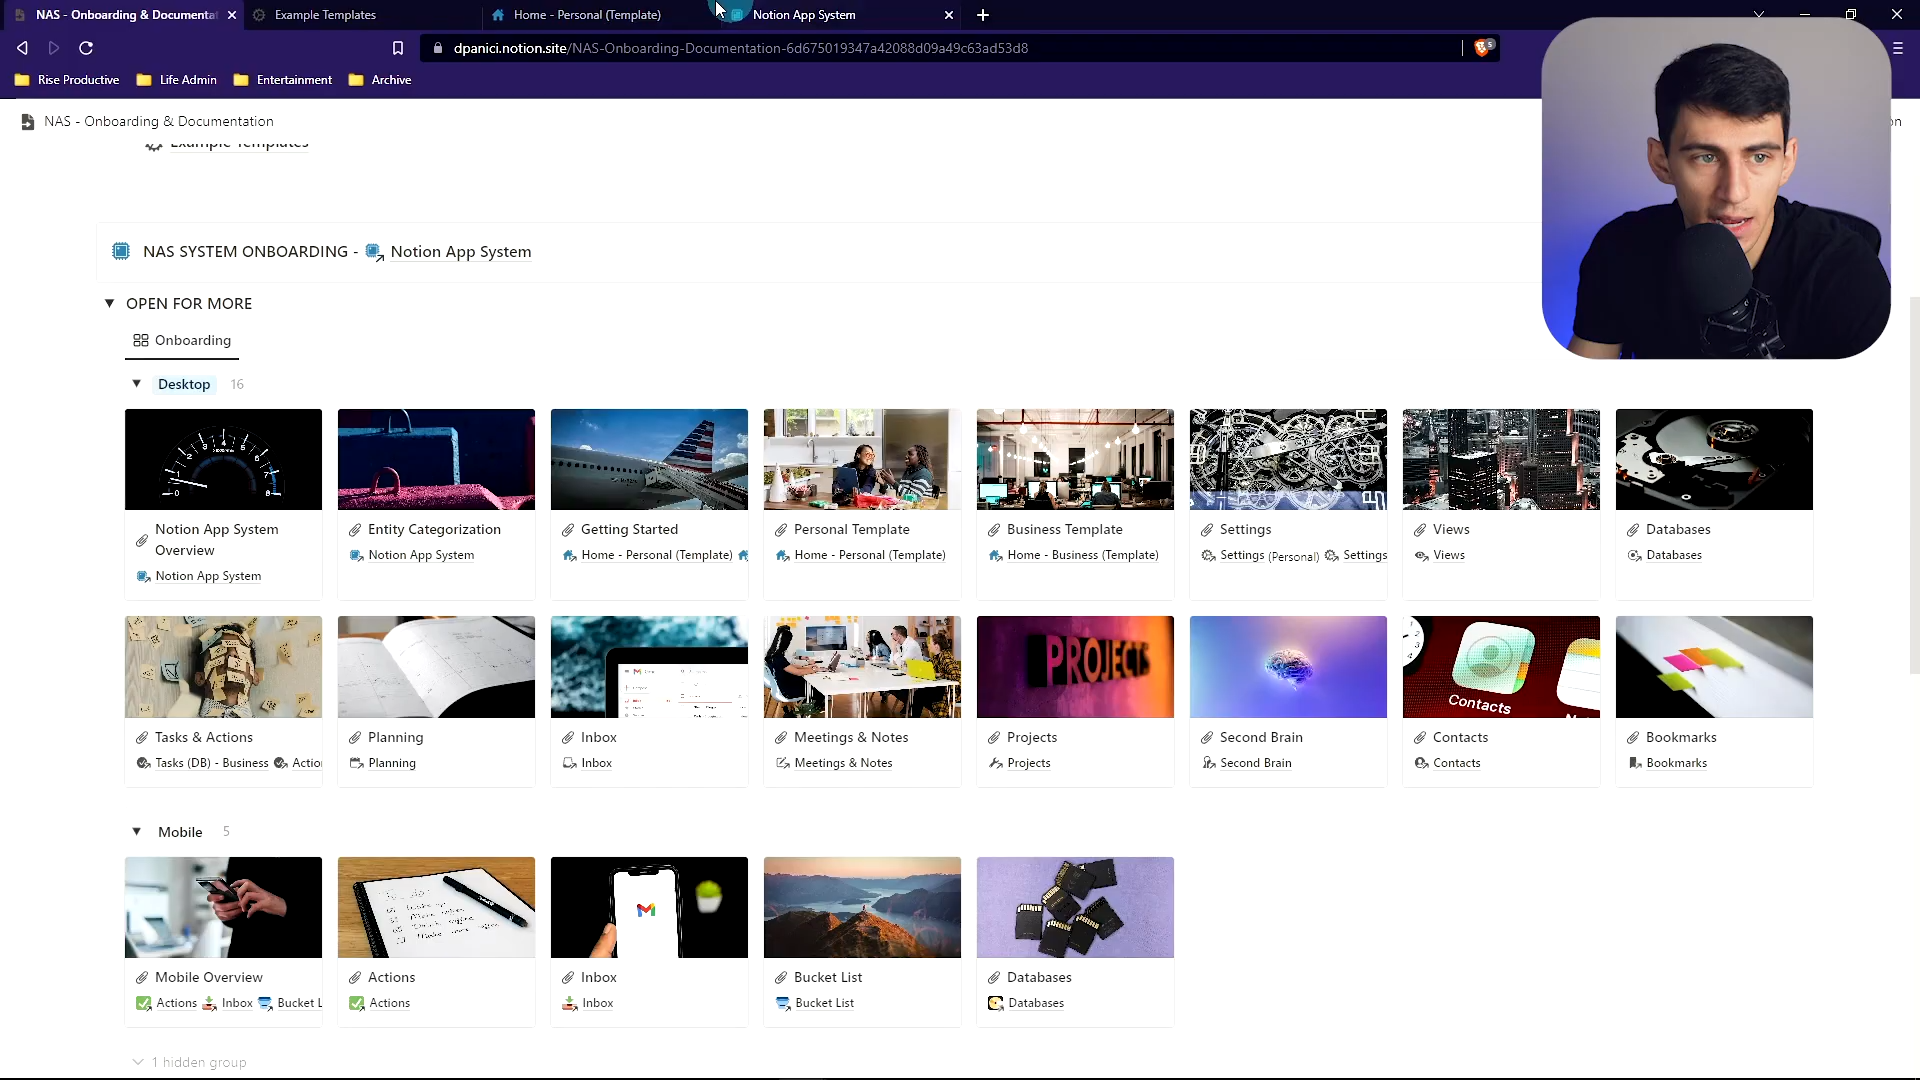 NAS - Onboarding & Documenta
Example Templates
Home - Personal (Template)
Notion App System
dpanici.notion.site/NAS-Onboarding-Documentation-6d675019347a42088d09a49c63ad53d8
5
Rise Productive
Life Admin
Entertainment
Archive
NAS - Onboarding & Documentation
on
Example Templates
NAS SYSTEM ONBOARDING - Notion App System
OPEN FOR MORE
Onboarding
Desktop 16
Notion App System Overview
Notion App System
Entity Categorization
Notion App System
Getting Started
Home - Personal (Template)
Personal Template
Home - Personal (Template)
Business Template
Home - Business (Template)
Settings
Settings (Personal) Settings
Views
Views
Databases
Databases
Tasks & Actions
Tasks (DB) - Business Actio
Planning
Planning
Inbox
Inbox
Meetings & Notes
Meetings & Notes
PROJECTS
Projects
Projects
Second Brain
Second Brain
Contacts
Contacts
Contacts
Bookmarks
Bookmarks
Mobile 5
Mobile Overview
Actions Inbox Bucket L
Actions
Actions
Inbox
Inbox
Bucket List
Bucket List
Databases
Databases
1 hidden group